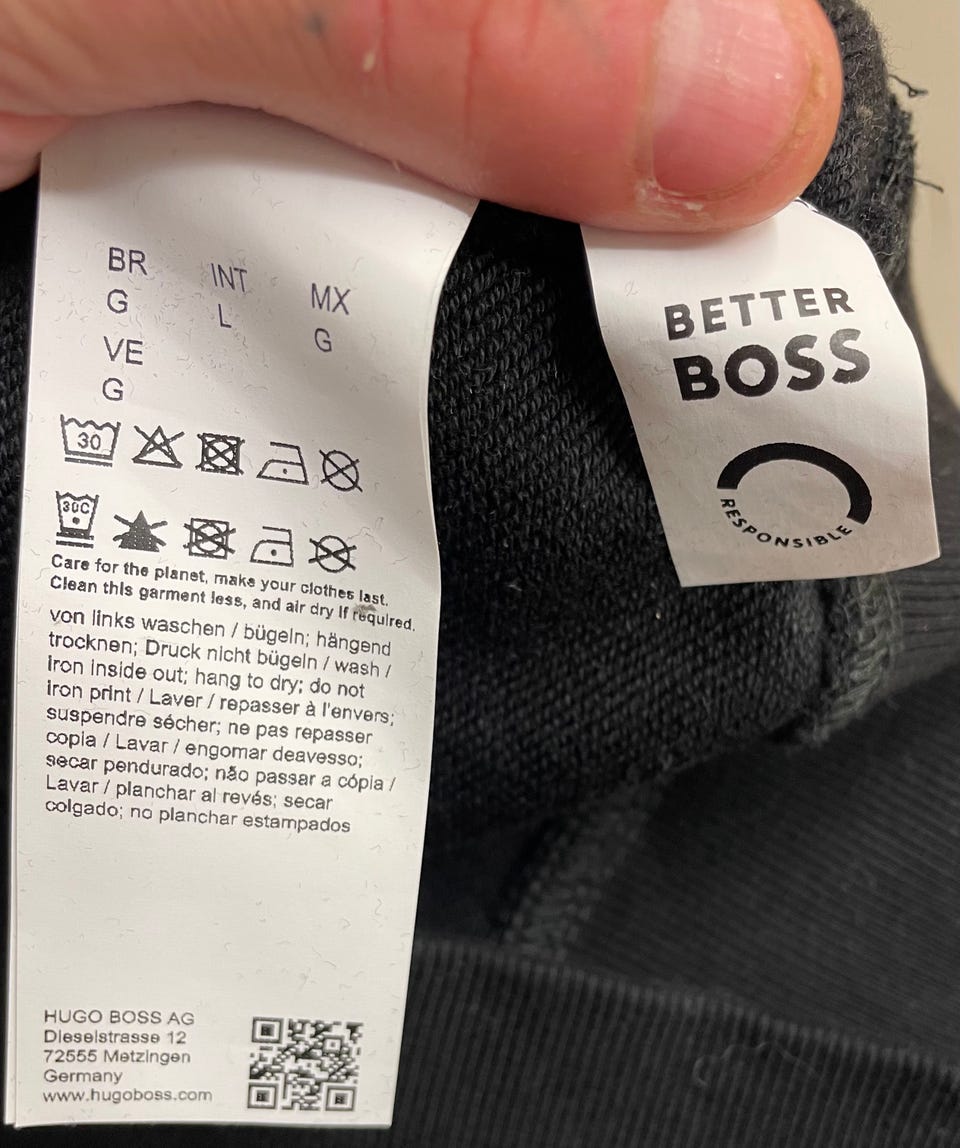 BR INT MX
G L G
VE
G
30
30C
Care for the planet, make your clothes last.
Clean this garment less, and air dry if required.
von links waschen / bügeln; hängend
trocknen; Druck nicht bügeln / wash /
iron inside out; hang to dry; do not
iron print / Laver / repasser à l'envers;
suspendre sécher; ne pas repasser
copia / Lavar / engomar deavesso;
secar pendurado; não passar a cópia /
Lavar / planchar al revés; secar
colgado; no planchar estampados
HUGO BOSS AG
Dieselstrasse 12
72555 Metzingen
Germany
www.hugoboss.com
BETTER
BOSS
RESPONSIBLE